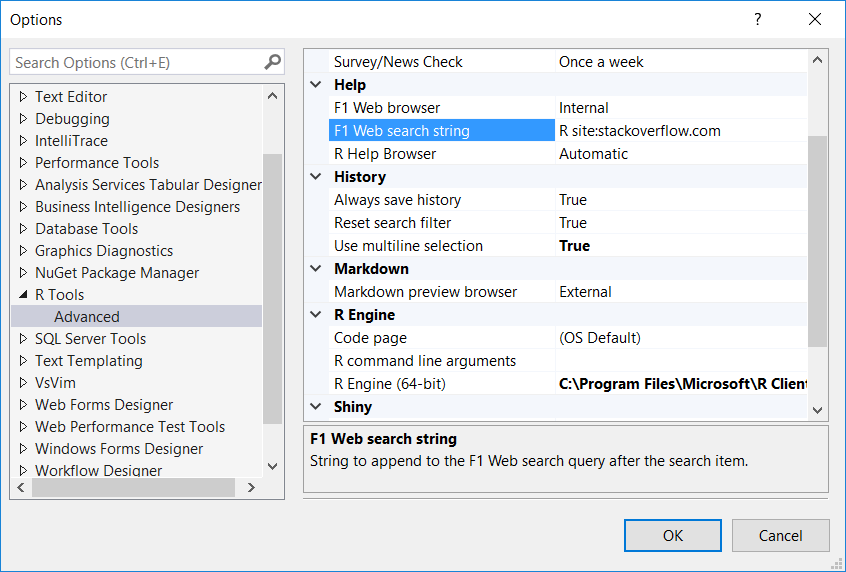 Options
?
Search Options (Ctrl+E)
Text Editor
Debugging
IntelliTrace
Performance Tools
Analysis Services Tabular Designer
Business Intelligence Designers
Database Tools
Graphics Diagnostics
NuGet Package Manager
R Tools
Advanced
SQL Server Tools
Text Templating
VsVim
Web Forms Designer
Web Performance Test Tools
Windows Forms Designer
Workflow Designer
Survey/News Check Once a week
Help
F1 Web browser Internal
F1 Web search string R site:stackoverflow.com
R Help Browser Automatic
History
Always save history True
Reset search filter True
Use multiline selection True
Markdown
Markdown preview browser External
R Engine
Code page (OS Default)
R command line arguments
R Engine (64-bit) C:\Program Files\Microsoft\R Client
Shiny
F1 Web search string
String to append to the F1 Web search query after the search item.
OK Cancel